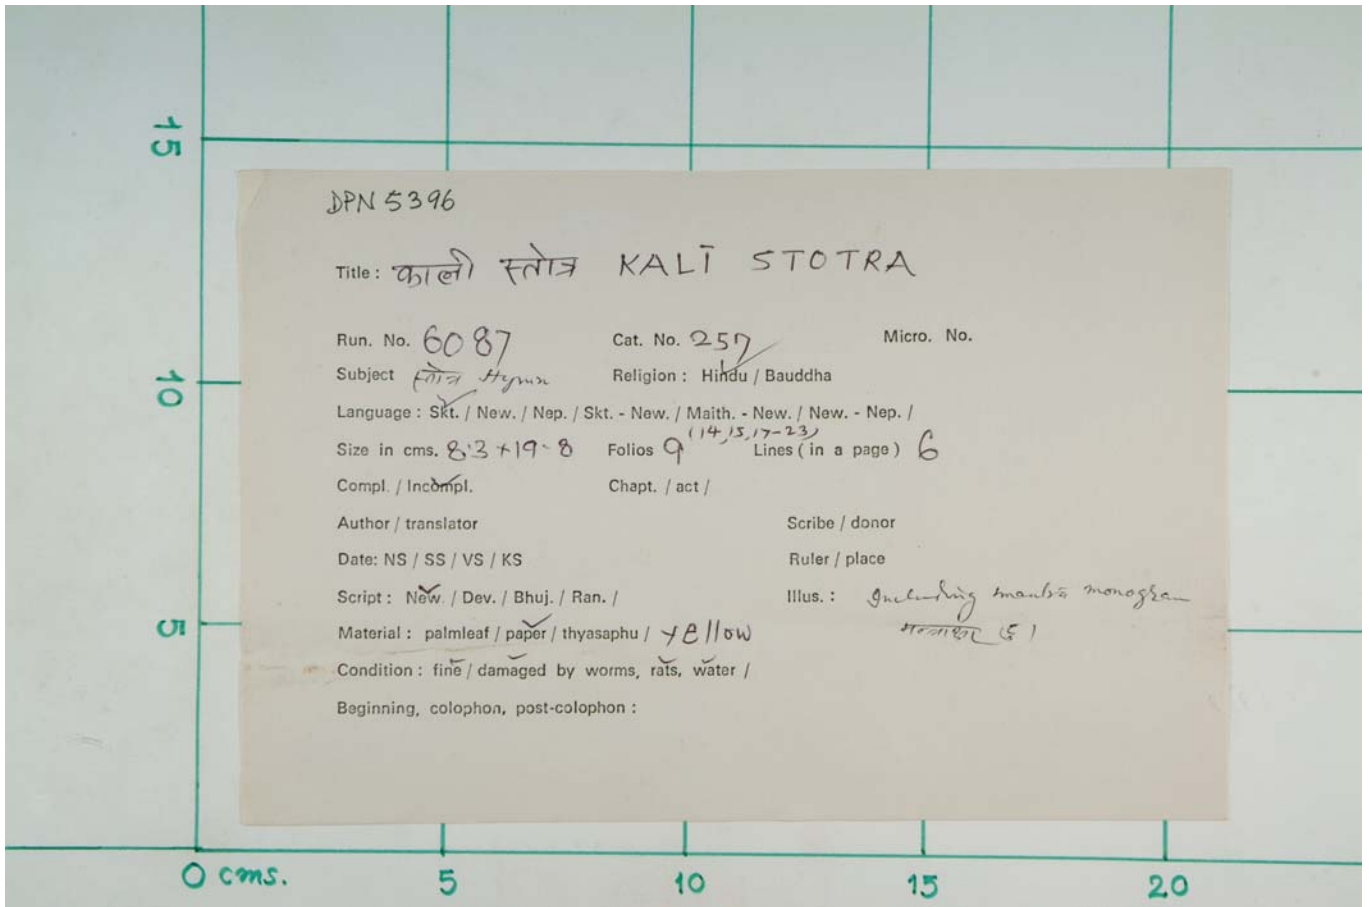 DPN 5396
Title : काली स्तोत्र KALĪ STOTRA
Run. No. 6087 Cat. No. 257 Micro. No.
Subject स्तोत्र Hymn Religion : Hindu / Bauddha
Language : Skt. / New. / Nep. / Skt. - New. / Maith. - New. / New. - Nep. /
Size in cms. 8.3 + 19.8 Folios 9 (14, 15, 17-23) Lines ( in a page ) 6
Compl. / Incompl. Chapt. / act /
Author / translator Scribe / donor
Date: NS / SS / VS / KS Ruler / place
Script : New. / Dev. / Bhuj. / Ran. / Illus. : Including mantra monogram
Material : palmleaf / paper / thyasaphu / yellow
Condition : fine / damaged by worms, rats, water /
Beginning, colophon, post-colophon :
15
10
5
0 cms. 5 10 15 20